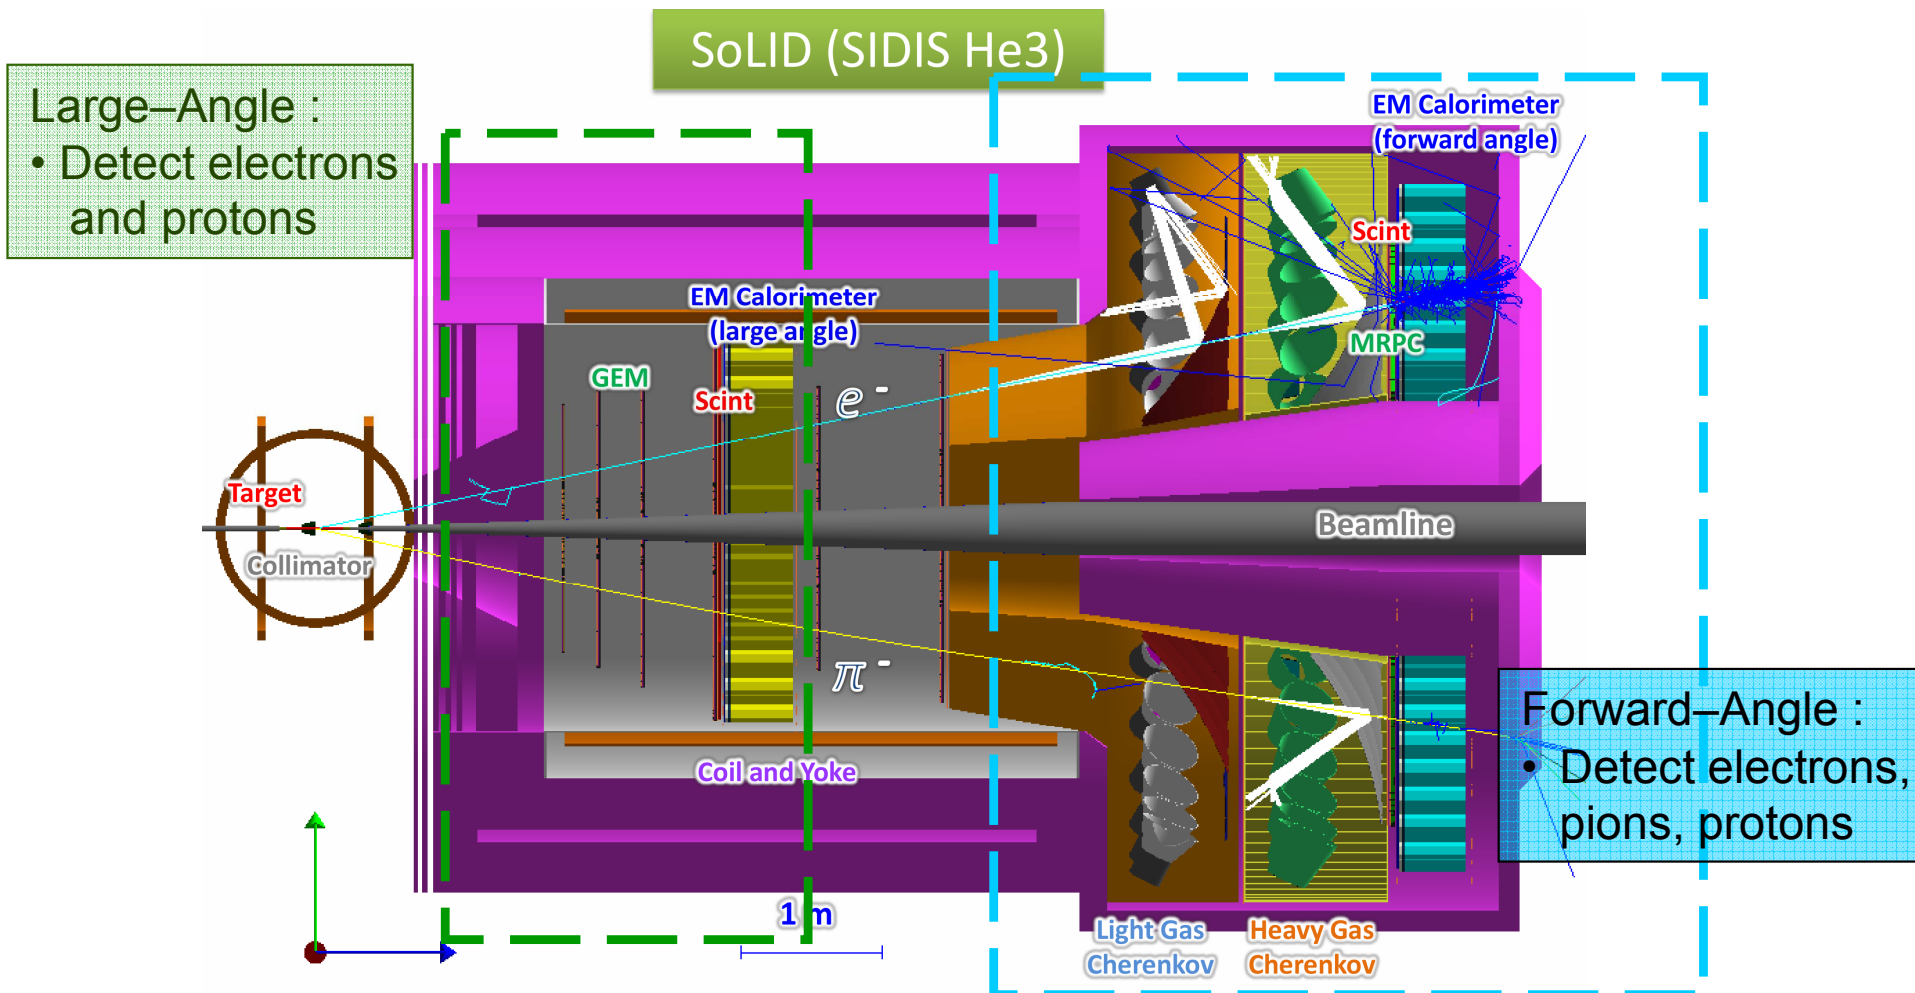 SoLID (SIDIS He3)
Large–Angle :
• Detect electrons
and protons
EM Calorimeter
(forward angle)
Scint
MRPC
EM Calorimeter
(large angle)
GEM
Scint
e⁻
Target
Collimator
Beamline
π⁻
Coil and Yoke
Forward–Angle :
• Detect electrons,
pions, protons
1 m
Light Gas
Cherenkov
Heavy Gas
Cherenkov